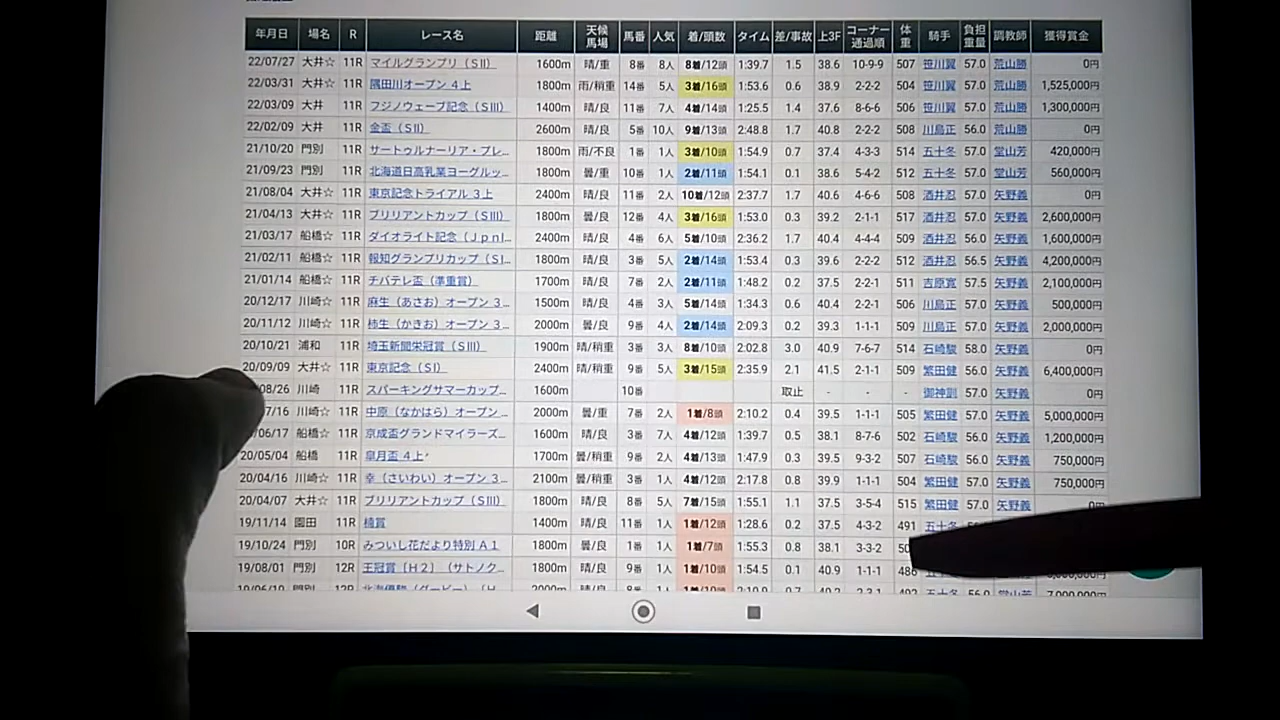 年月日 場名 R レース名 距離 天候 馬場 馬番 人気 着/頭数 タイム 差/事故 上3F コーナー 通過順 体重 騎手 負担重量 調教師 獲得賞金
22/07/27 大井☆ 11R マイルグランプリ（SⅡ） 1600m 晴/重 8番 8人 8着/12頭 1:39.7 1.5 38.6 10-9-9 507 笹川翼 57.0 荒山勝 0円
22/03/31 大井☆ 11R 隅田川オープン４上 1800m 雨/稍重 14番 5人 3着/16頭 1:53.6 0.6 38.9 2-2-2 504 笹川翼 57.0 荒山勝 1,525,000円
22/03/09 大井 11R フジノウェーブ記念（SⅢ） 1400m 晴/良 11番 7人 4着/14頭 1:25.5 1.4 37.6 8-6-6 506 笹川翼 57.0 荒山勝 1,300,000円
22/02/09 大井 11R 金盃（SⅡ） 2600m 晴/良 5番 10人 9着/13頭 2:48.8 1.7 40.8 2-2-2 508 川島正 56.0 荒山勝 0円
21/10/20 門別 11R サートゥルナーリア・プレ... 1800m 雨/不良 1番 1人 3着/10頭 1:54.9 0.7 37.4 4-3-3 514 五十冬 57.0 堂山芳 420,000円
21/09/23 門別 11R 北海道日高乳業ヨーグルッ... 1800m 曇/重 10番 1人 2着/11頭 1:54.1 0.1 38.6 5-4-2 512 五十冬 57.0 堂山芳 560,000円
21/08/04 大井☆ 11R 東京記念トライアル３上 2400m 晴/良 11番 2人 10着/12頭 2:37.7 1.7 40.6 4-6-6 508 酒井忍 57.0 矢野義 0円
21/04/13 大井☆ 11R ブリリアントカップ（SⅢ） 1800m 曇/良 12番 4人 3着/16頭 1:53.0 0.3 39.2 2-1-1 517 酒井忍 57.0 矢野義 2,600,000円
21/03/17 船橋☆ 11R ダイオライト記念（Ｊｐｎ... 2400m 晴/良 4番 6人 5着/10頭 2:36.2 1.7 40.4 4-4-4 509 酒井忍 56.0 矢野義 1,600,000円
21/02/11 船橋☆ 11R 報知グランプリカップ（S... 1800m 晴/良 3番 5人 2着/14頭 1:53.4 0.3 39.6 2-2-2 512 酒井忍 56.5 矢野義 4,200,000円
21/01/14 船橋☆ 11R チバテレ盃（準重賞） 1700m 晴/良 7番 2人 2着/11頭 1:48.2 0.2 37.5 2-2-1 511 吉原寛 57.5 矢野義 2,100,000円
20/12/17 川崎☆ 11R 麻生（あさお）オープン３... 1500m 晴/良 4番 3人 5着/14頭 1:34.3 0.6 40.4 2-2-1 506 川島正 57.0 矢野義 500,000円
20/11/12 川崎☆ 11R 柿生（かきお）オープン３... 2000m 曇/良 9番 4人 2着/14頭 2:09.3 0.2 39.3 1-1-1 509 川島正 57.0 矢野義 2,000,000円
20/10/21 浦和 11R 埼玉新聞栄冠賞（SⅢ） 1900m 晴/稍重 3番 3人 8着/10頭 2:02.8 3.0 40.9 7-6-7 514 石崎駿 58.0 矢野義 0円
20/09/09 大井☆ 11R 東京記念（SⅠ） 2400m 晴/稍重 9番 5人 3着/15頭 2:35.9 2.1 41.5 2-1-1 509 繁田健 56.0 矢野義 6,400,000円
08/26 川崎 11R スパーキングサマーカップ... 1600m 10番 取止 - - 御神訓 57.0 矢野義 0円
7/16 川崎☆ 11R 中原（なかはら）オープン... 2000m 曇/重 7番 2人 1着/8頭 2:10.2 0.4 39.5 1-1-1 505 繁田健 57.0 矢野義 5,000,000円
06/17 船橋☆ 11R 京成盃グランドマイラーズ... 1600m 晴/良 3番 7人 4着/12頭 1:39.7 0.5 38.1 8-7-6 502 石崎駿 56.0 矢野義 1,200,000円
20/05/04 船橋 11R 皐月盃４上 1700m 曇/稍重 9番 2人 4着/13頭 1:47.9 0.3 39.5 9-3-2 507 石崎駿 56.0 矢野義 750,000円
20/04/16 川崎☆ 11R 幸（さいわい）オープン３... 2100m 曇/稍重 3番 1人 4着/12頭 2:17.8 0.8 39.9 1-1-1 504 繁田健 57.0 矢野義 750,000円
20/04/07 大井☆ 11R ブリリアントカップ（SⅢ） 1800m 晴/良 8番 5人 7着/15頭 1:55.1 1.1 37.5 3-5-4 515 繁田健 57.0 矢野義 0円
19/11/14 園田 11R 楠賞 1400m 晴/良 11番 1人 1着/12頭 1:28.6 0.2 37.5 4-3-2 491 五十冬
19/10/24 門別 10R みついし花だより特別Ａ１ 1800m 曇/良 1番 1人 1着/7頭 1:55.3 0.8 38.1 3-3-2
19/08/01 門別 12R 王冠賞〔Ｈ２〕（サトノク... 1800m 晴/良 9番 1人 1着/10頭 1:54.5 0.1 40.9 1-1-1 486